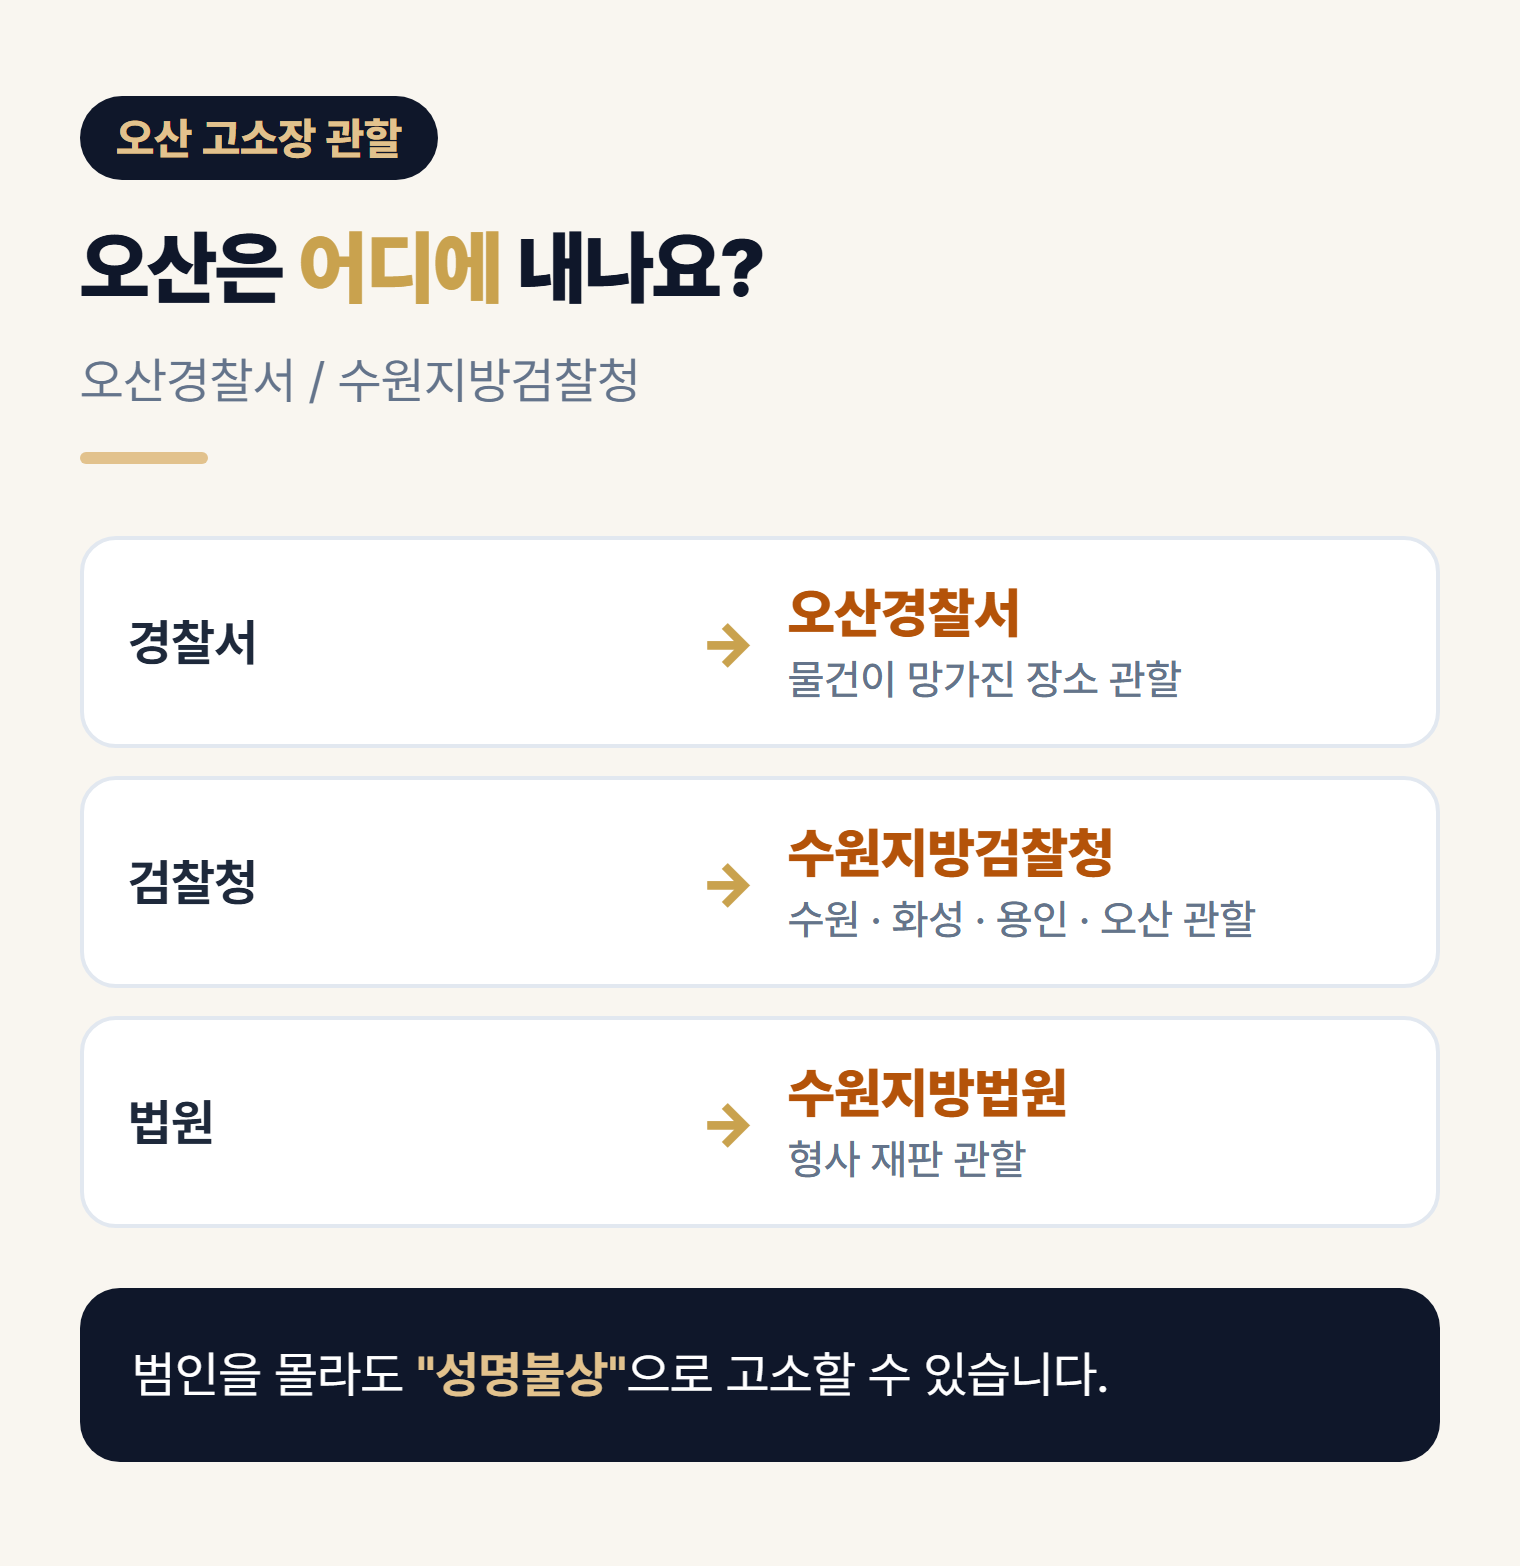 오산 고소장 관할
오산은 어디에 내나요?
오산경찰서 / 수원지방검찰청
경찰서
→
오산경찰서
물건이 망가진 장소 관할
검찰청
→
수원지방검찰청
수원 · 화성 · 용인 · 오산 관할
법원
→
수원지방법원
형사 재판 관할
범인을 몰라도 "성명불상"으로 고소할 수 있습니다.